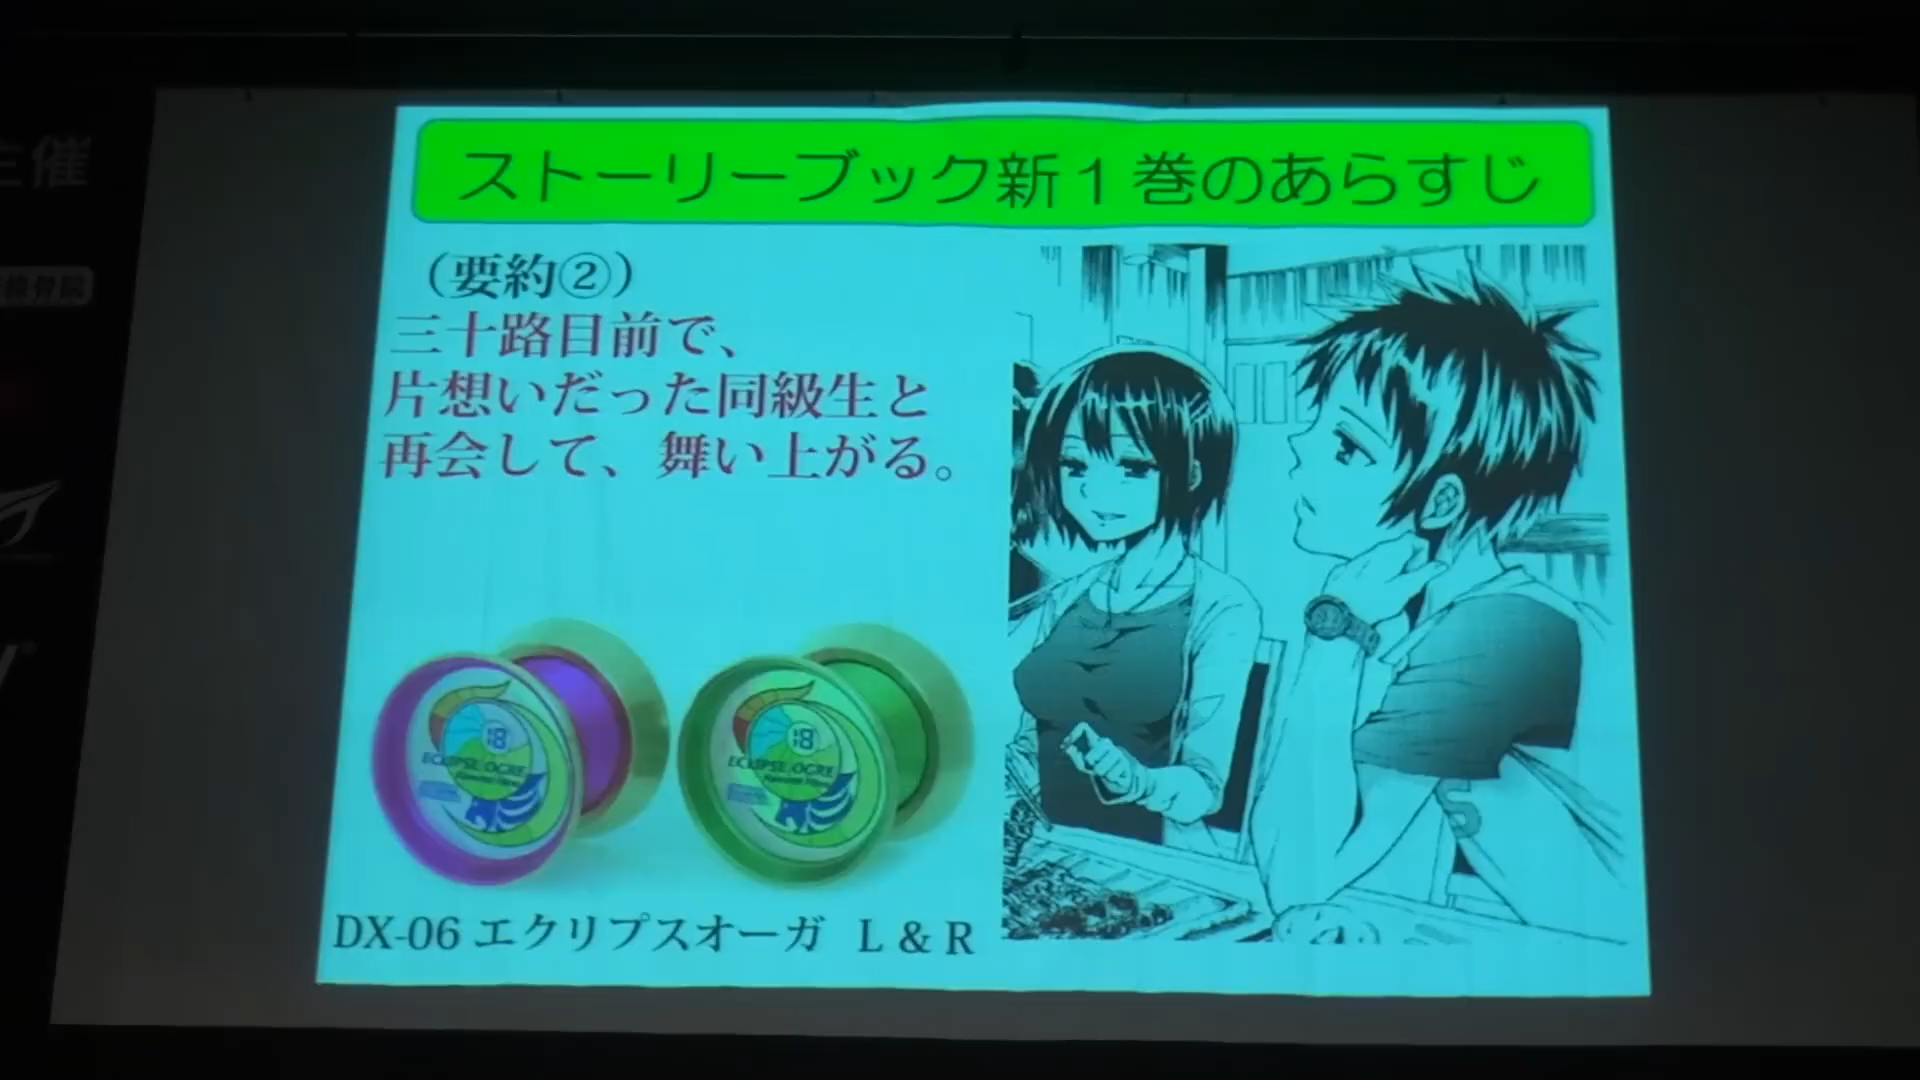 ストーリーブック新1巻のあらすじ
(要約②)
三十路目前で、
片想いだった同級生と
再会して、舞い上がる。
ECLIPSE OGRE
ECLIPSE OGRE
DX-06 エクリプスオーガ L & R
主催
S